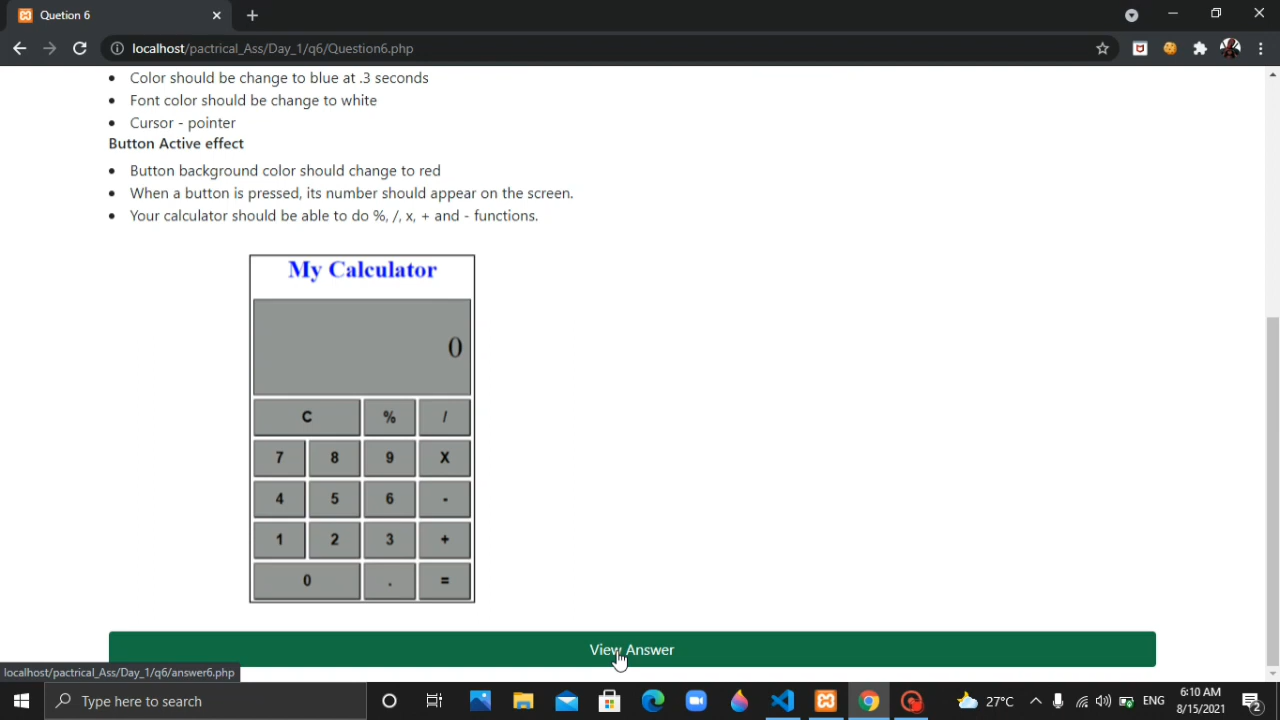 Quetion 6
localhost/pactrical_Ass/Day_1/q6/Question6.php
• Color should be change to blue at .3 seconds
• Font color should be change to white
• Cursor - pointer
Button Active effect
• Button background color should change to red
• When a button is pressed, its number should appear on the screen.
• Your calculator should be able to do %, /, x, + and - functions.
My Calculator
0
C % /
7 8 9 X
4 5 6 -
1 2 3 +
0 . =
View Answer
localhost/pactrical_Ass/Day_1/q6/answer6.php
Type here to search
27°C
ENG
6:10 AM
8/15/2021
2